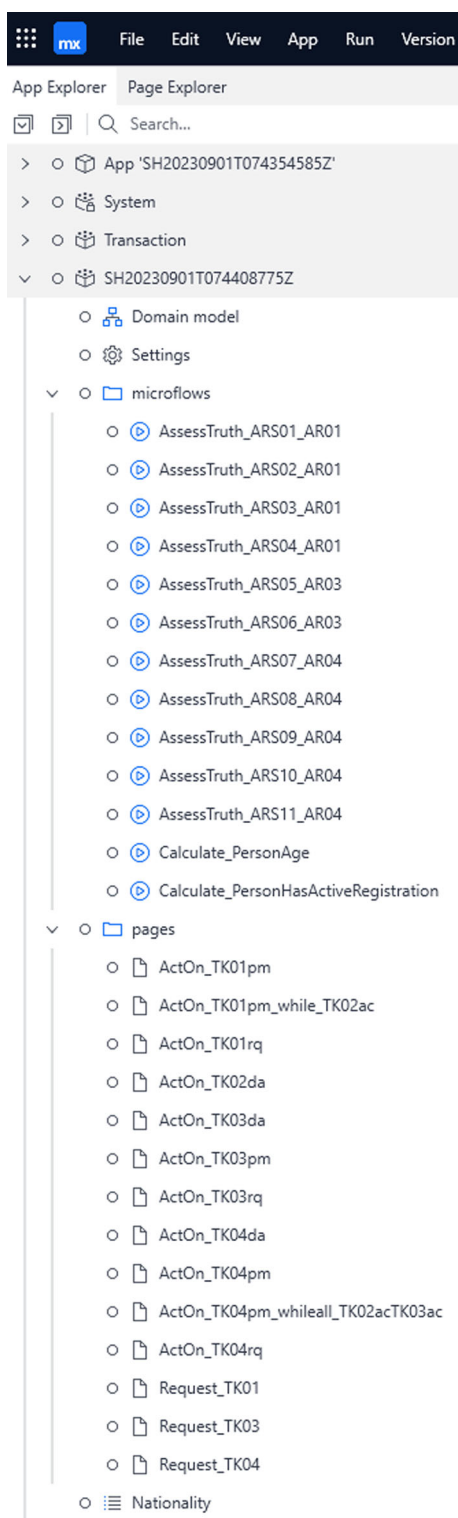 mx File Edit View App Run Version
App Explorer Page Explorer
Search...
App 'SH20230901T074354585Z'
System
Transaction
SH20230901T074408775Z
Domain model
Settings
microflows
AssessTruth_ARS01_AR01
AssessTruth_ARS02_AR01
AssessTruth_ARS03_AR01
AssessTruth_ARS04_AR01
AssessTruth_ARS05_AR03
AssessTruth_ARS06_AR03
AssessTruth_ARS07_AR04
AssessTruth_ARS08_AR04
AssessTruth_ARS09_AR04
AssessTruth_ARS10_AR04
AssessTruth_ARS11_AR04
Calculate_PersonAge
Calculate_PersonHasActiveRegistration
pages
ActOn_TK01pm
ActOn_TK01pm_while_TK02ac
ActOn_TK01rq
ActOn_TK02da
ActOn_TK03da
ActOn_TK03pm
ActOn_TK03rq
ActOn_TK04da
ActOn_TK04pm
ActOn_TK04pm_whileall_TK02acTK03ac
ActOn_TK04rq
Request_TK01
Request_TK03
Request_TK04
Nationality